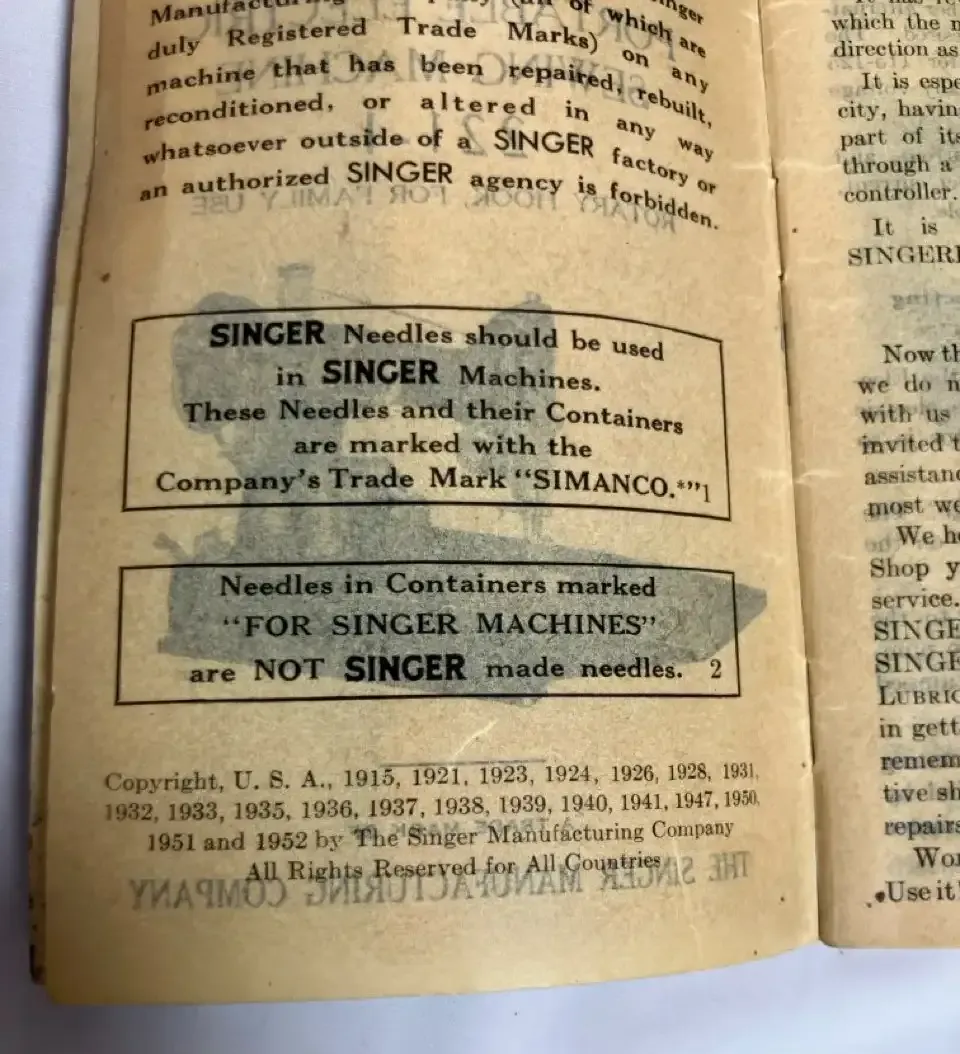 duly Registered Trade Marks) on any
machine that has been repaired, rebuilt,
reconditioned, or altered in any way
whatsoever outside of a SINGER factory or
an authorized SINGER agency is forbidden.
SINGER Needles should be used
in SINGER Machines.
These Needles and their Containers
are marked with the
Company's Trade Mark "SIMANCO.*" 1
Needles in Containers marked
"FOR SINGER MACHINES"
are NOT SINGER made needles. 2
Copyright, U. S. A., 1915, 1921, 1923, 1924, 1926, 1928, 1931,
1932, 1933, 1935, 1936, 1937, 1938, 1939, 1940, 1941, 1947, 1950,
1951 and 1952 by The Singer Manufacturing Company
All Rights Reserved for All Countries
which the
direction as
It is
city,
part of its
through a
controller.
It is
Now
we do
with us
invited
most
We
Shop
service.
in
repairs
Use it!